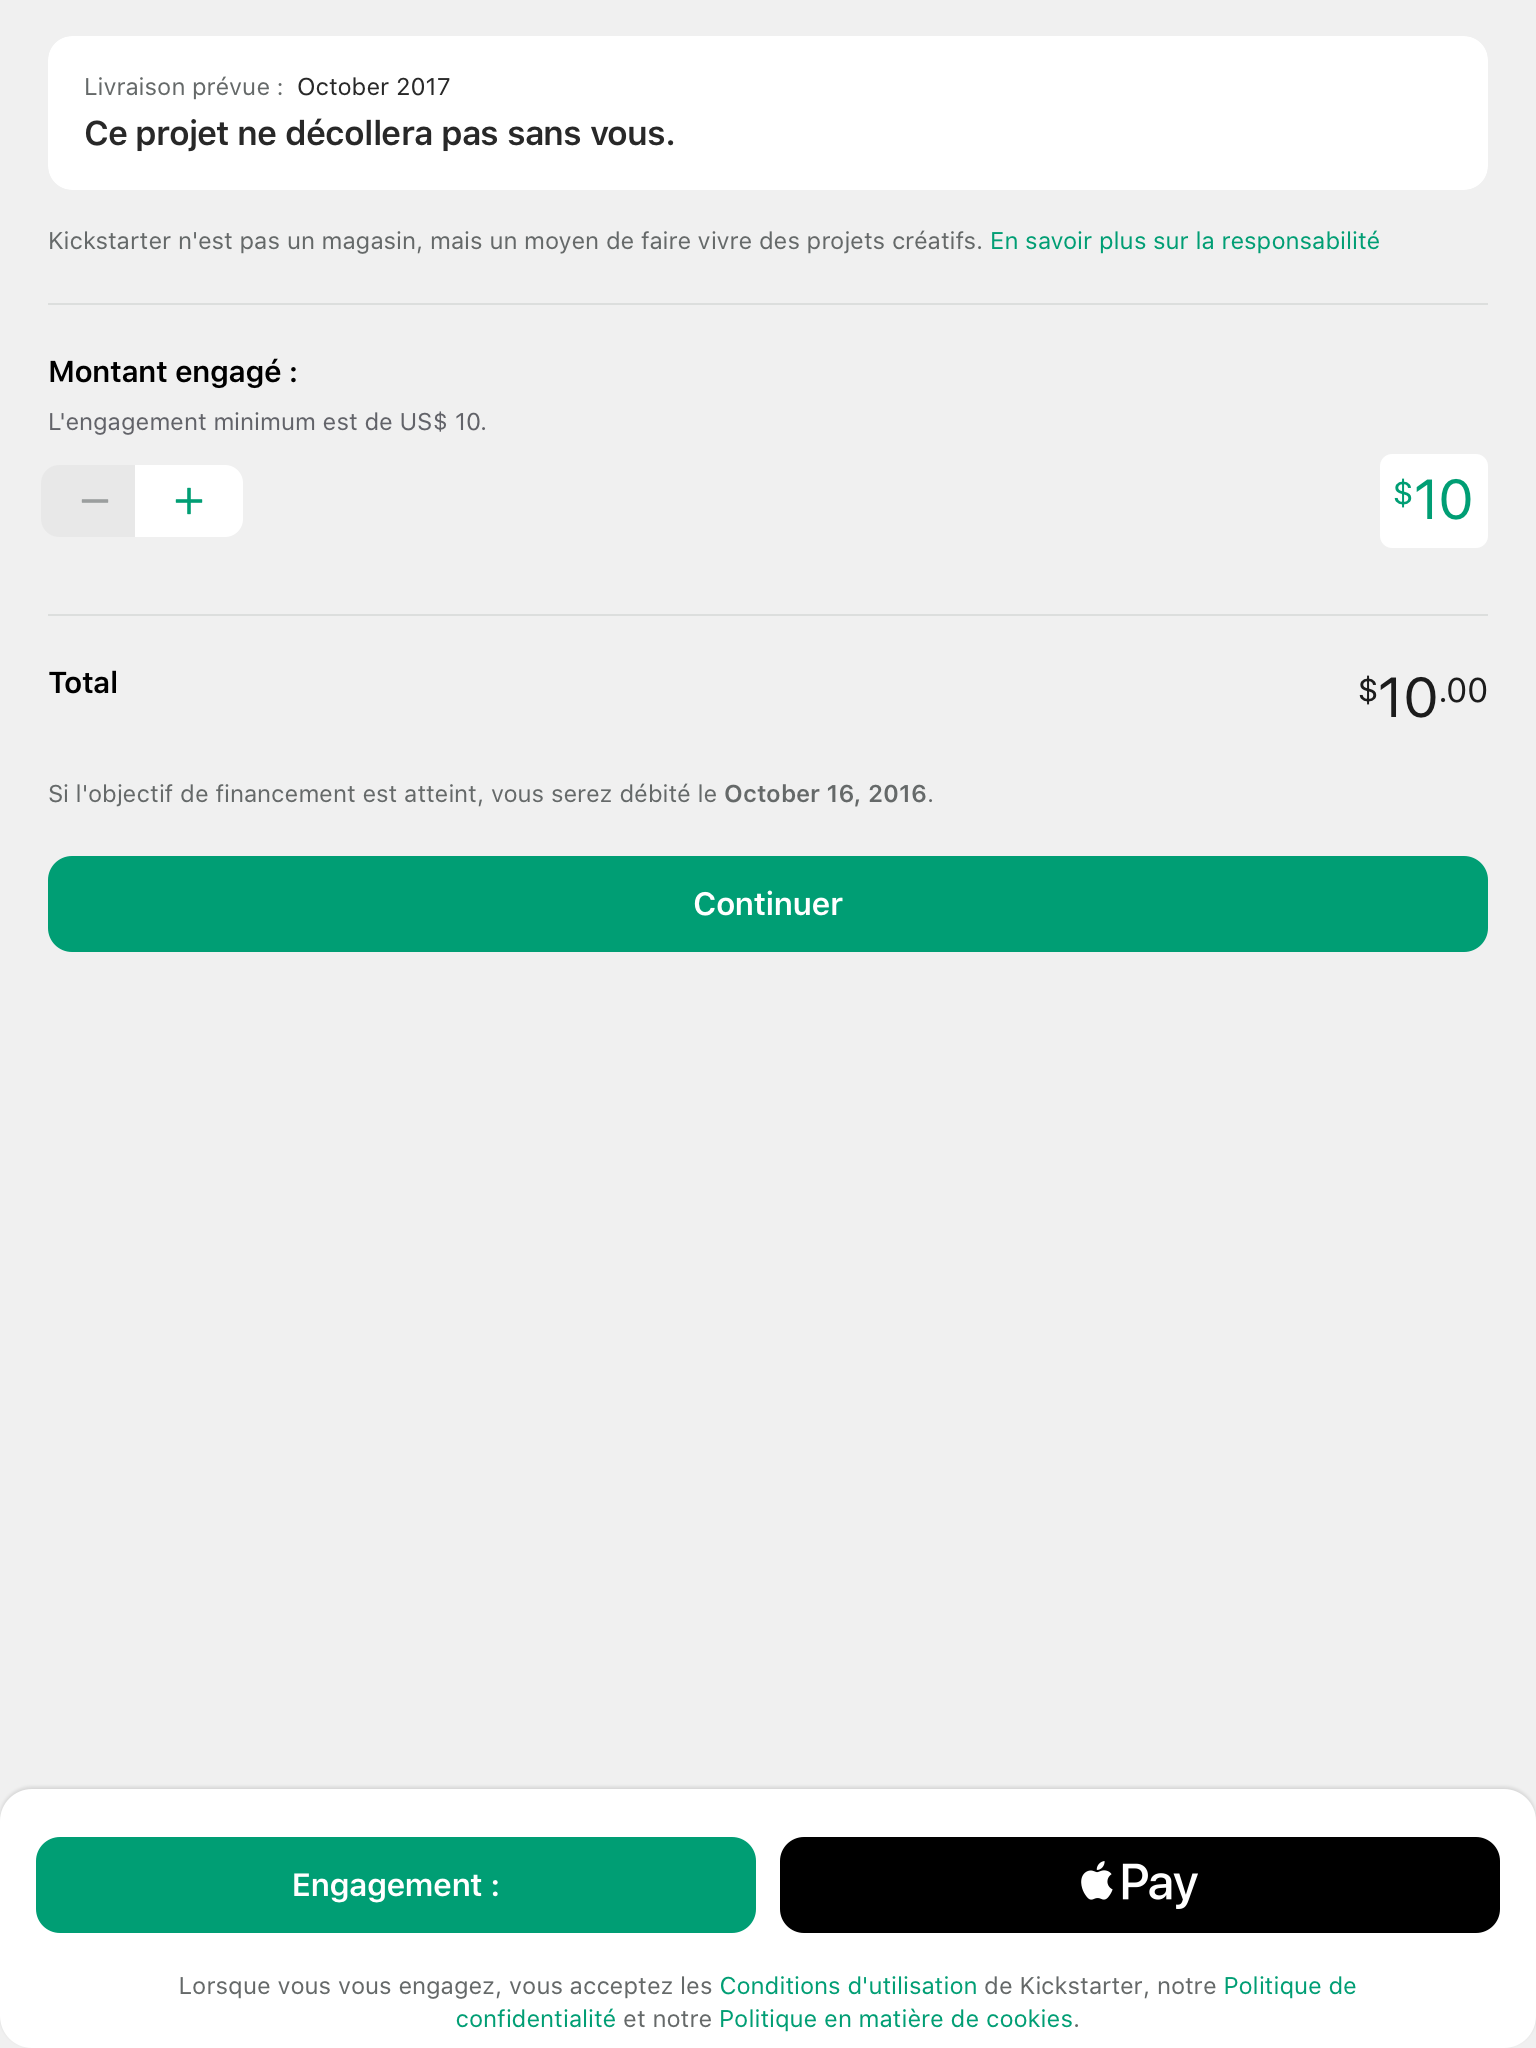 Livraison prévue : October 2017
Ce projet ne décollera pas sans vous.
Kickstarter n'est pas un magasin, mais un moyen de faire vivre des projets créatifs. En savoir plus sur la responsabilité
Montant engagé :
L'engagement minimum est de US$ 10.
$10
Total
$10.00
Si l'objectif de financement est atteint, vous serez débité le October 16, 2016.
Continuer
Engagement :
Pay
Lorsque vous vous engagez, vous acceptez les Conditions d'utilisation de Kickstarter, notre Politique de
confidentialité et notre Politique en matière de cookies.